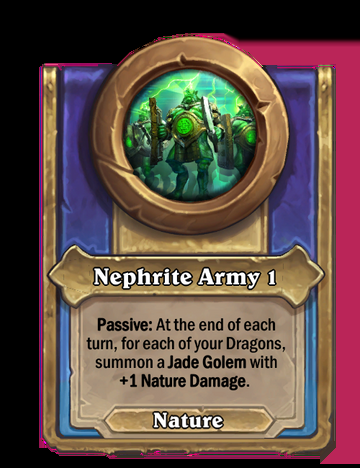 Nephrite Army 1
Passive: At the end of each
turn, for each of your Dragons,
summon a Jade Golem with
+1 Nature Damage.
Nature